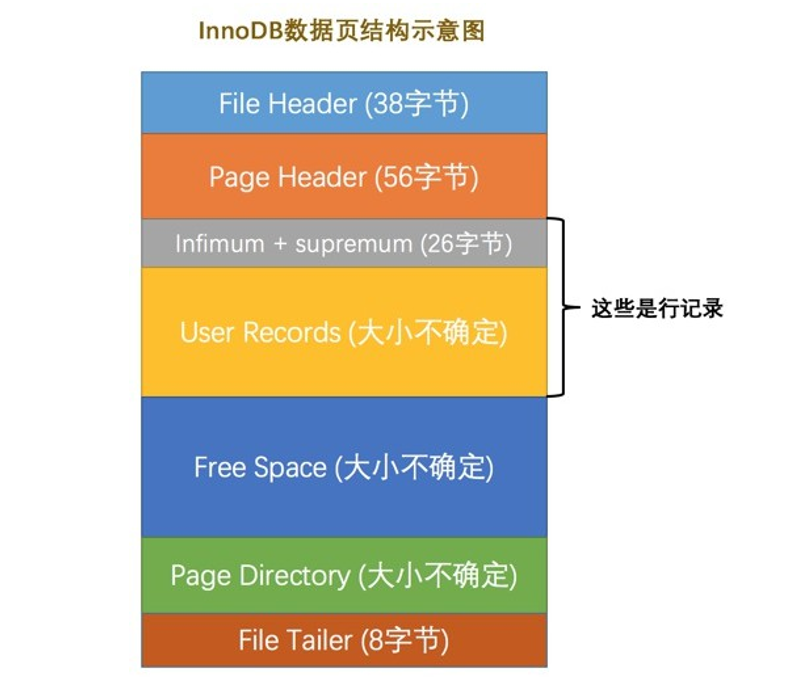 InnoDB数据页结构示意图
File Header (38字节)
Page Header (56字节)
Infimum + supremum (26字节)
这些是行记录
User Records (大小不确定)
Free Space (大小不确定)
Page Directory (大小不确定)
File Tailer (8字节)